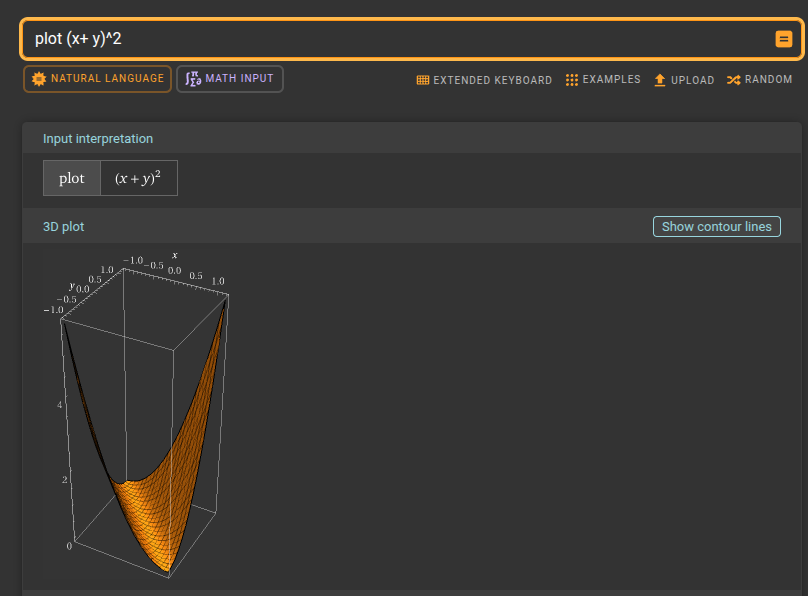 plot (x+ y)^2
=
NATURAL LANGUAGE
MATH INPUT
EXTENDED KEYBOARD
EXAMPLES
UPLOAD
RANDOM
Input interpretation
plot (x + y)²
3D plot
Show contour lines
x
-1.0 -0.5 0.0 0.5 1.0
y
1.0
0.5
0.0
-0.5
-1.0
4
2
0